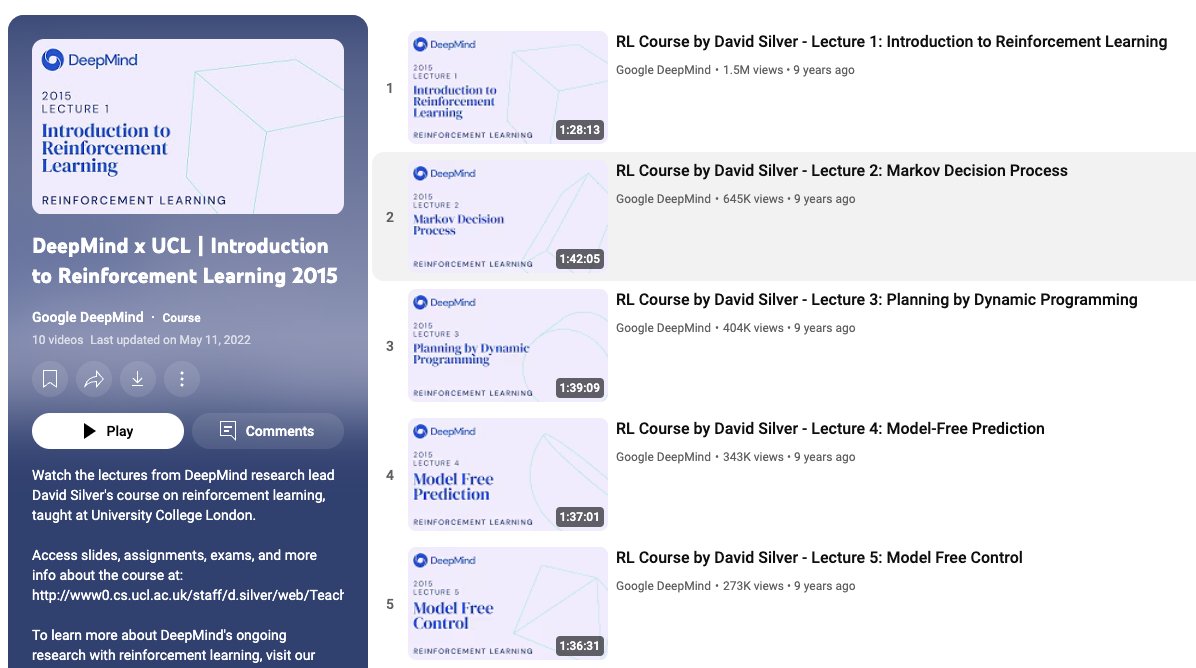 DeepMind
2015
LECTURE 1
Introduction to
Reinforcement
Learning
REINFORCEMENT LEARNING
DeepMind x UCL | Introduction
to Reinforcement Learning 2015
Google DeepMind · Course
10 videos Last updated on May 11, 2022
Play
Comments
Watch the lectures from DeepMind research lead
David Silver's course on reinforcement learning,
taught at University College London.
Access slides, assignments, exams, and more
info about the course at:
http://www0.cs.ucl.ac.uk/staff/d.silver/web/Teach
To learn more about DeepMind's ongoing
research with reinforcement learning, visit our
1
DeepMind
2015
LECTURE 1
Introduction to
Reinforcement
Learning
REINFORCEMENT LEARNING
1:28:13
RL Course by David Silver - Lecture 1: Introduction to Reinforcement Learning
Google DeepMind • 1.5M views • 9 years ago
2
DeepMind
2015
LECTURE 2
Markov Decision
Process
REINFORCEMENT LEARNING
1:42:05
RL Course by David Silver - Lecture 2: Markov Decision Process
Google DeepMind • 645K views • 9 years ago
3
DeepMind
2015
LECTURE 3
Planning by Dynamic
Programming
REINFORCEMENT LEARNING
1:39:09
RL Course by David Silver - Lecture 3: Planning by Dynamic Programming
Google DeepMind • 404K views • 9 years ago
4
DeepMind
2015
LECTURE 4
Model Free
Prediction
REINFORCEMENT LEARNING
1:37:01
RL Course by David Silver - Lecture 4: Model-Free Prediction
Google DeepMind • 343K views • 9 years ago
5
DeepMind
2015
LECTURE 5
Model Free
Control
REINFORCEMENT LEARNING
1:36:31
RL Course by David Silver - Lecture 5: Model Free Control
Google DeepMind • 273K views • 9 years ago